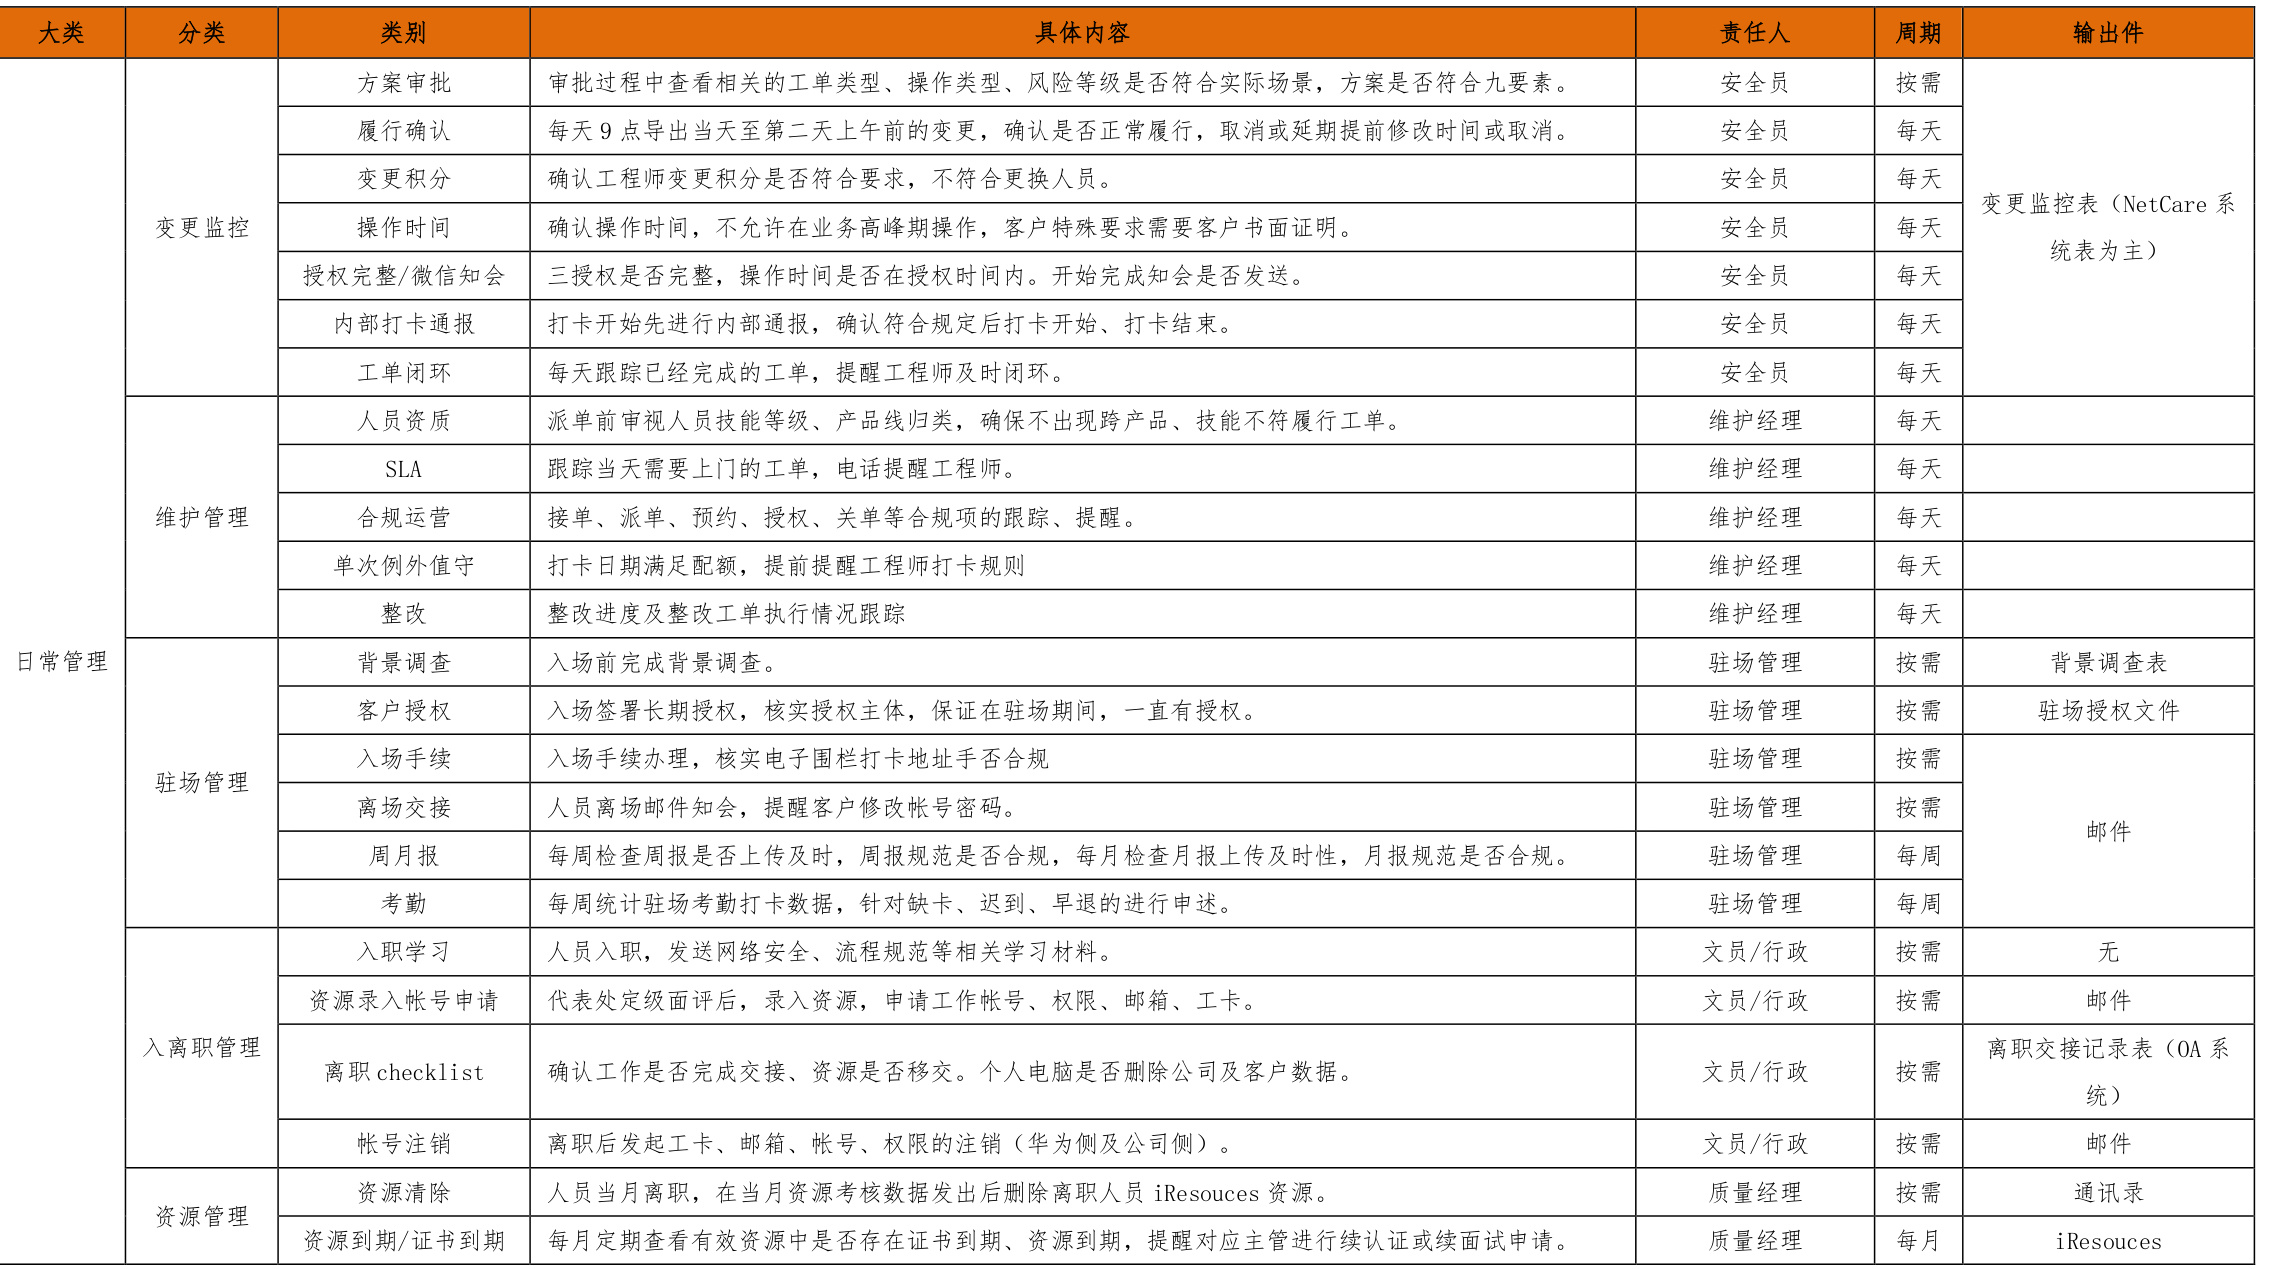 大类 分类 类别 具体内容 责任人 周期 输出件
日常管理
变更监控
方案审批 审批过程中查看相关的工单类型、操作类型、风险等级是否符合实际场景，方案是否符合九要素。 安全员 按需
履行确认 每天 9 点导出当天至第二天上午前的变更，确认是否正常履行，取消或延期提前修改时间或取消。 安全员 每天
变更积分 确认工程师变更积分是否符合要求，不符合更换人员。 安全员 每天
操作时间 确认操作时间，不允许在业务高峰期操作，客户特殊要求需要客户书面证明。 安全员 每天
授权完整/微信知会 三授权是否完整，操作时间是否在授权时间内。开始完成知会是否发送。 安全员 每天
内部打卡通报 打卡开始先进行内部通报，确认符合规定后打卡开始、打卡结束。 安全员 每天
工单闭环 每天跟踪已经完成的工单，提醒工程师及时闭环。 安全员 每天
变更监控表（NetCare 系
统表为主）
维护管理
人员资质 派单前审视人员技能等级、产品线归类，确保不出现跨产品、技能不符履行工单。 维护经理 每天
SLA 跟踪当天需要上门的工单，电话提醒工程师。 维护经理 每天
合规运营 接单、派单、预约、授权、关单等合规项的跟踪、提醒。 维护经理 每天
单次例外值守 打卡日期满足配额，提前提醒工程师打卡规则 维护经理 每天
整改 整改进度及整改工单执行情况跟踪 维护经理 每天
驻场管理
背景调查 入场前完成背景调查。 驻场管理 按需 背景调查表
客户授权 入场签署长期授权，核实授权主体，保证在驻场期间，一直有授权。 驻场管理 按需 驻场授权文件
入场手续 入场手续办理，核实电子围栏打卡地址手否合规 驻场管理 按需
离场交接 人员离场邮件知会，提醒客户修改帐号密码。 驻场管理 按需
周月报 每周检查周报是否上传及时，周报规范是否合规，每月检查月报上传及时性，月报规范是否合规。 驻场管理 每周
考勤 每周统计驻场考勤打卡数据，针对缺卡、迟到、早退的进行申述。 驻场管理 每周
邮件
入离职管理
入职学习 人员入职，发送网络安全、流程规范等相关学习材料。 文员/行政 按需 无
资源录入帐号申请 代表处定级面评后，录入资源，申请工作帐号、权限、邮箱、工卡。 文员/行政 按需 邮件
离职 checklist 确认工作是否完成交接、资源是否移交。个人电脑是否删除公司及客户数据。 文员/行政 按需 离职交接记录表（OA 系
统）
帐号注销 离职后发起工卡、邮箱、帐号、权限的注销（华为侧及公司侧）。 文员/行政 按需 邮件
资源管理
资源清除 人员当月离职，在当月资源考核数据发出后删除离职人员 iResouces 资源。 质量经理 按需 通讯录
资源到期/证书到期 每月定期查看有效资源中是否存在证书到期、资源到期，提醒对应主管进行续认证或续面试申请。 质量经理 每月 iResouces